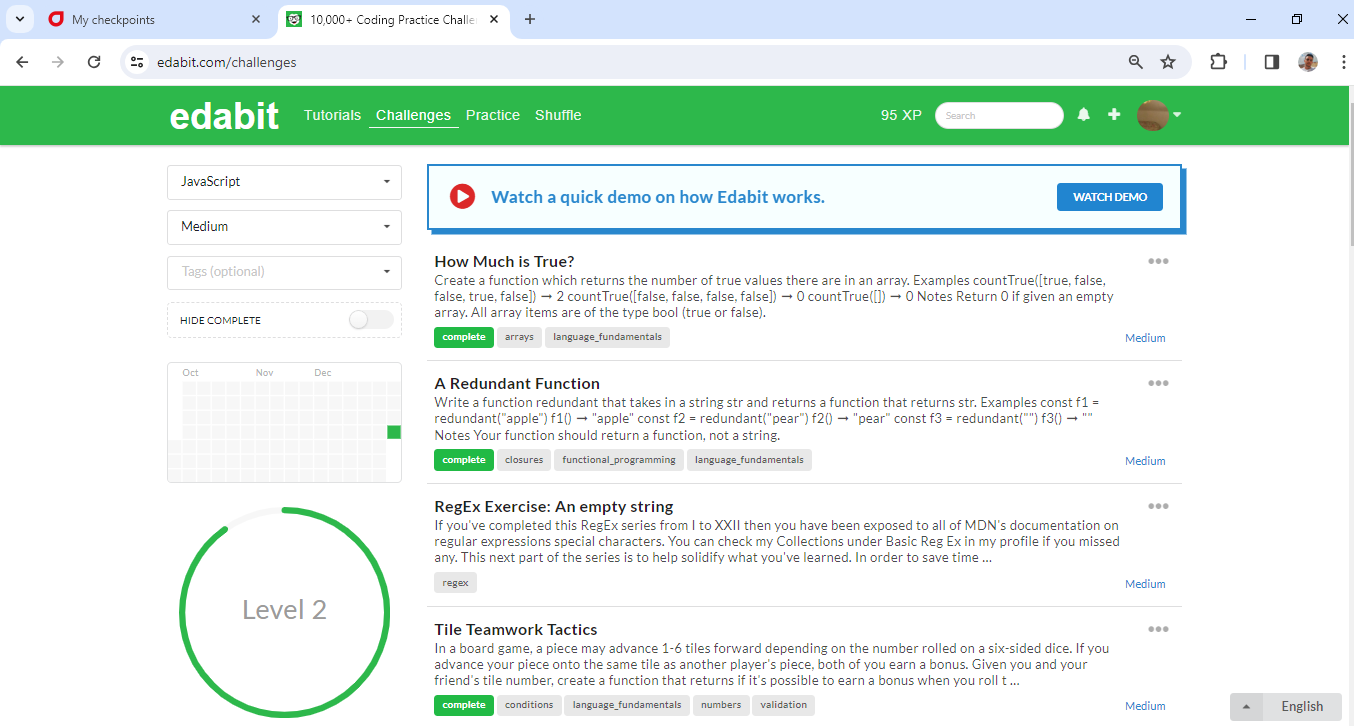 My checkpoints
10,000+ Coding Practice Challe
edabit.com/challenges
edabit Tutorials Challenges Practice Shuffle 95 XP Search
JavaScript
Medium
Tags (optional)
HIDE COMPLETE
Oct Nov Dec
Level 2
Watch a quick demo on how Edabit works. WATCH DEMO
How Much is True?
Create a function which returns the number of true values there are in an array. Examples countTrue([true, false,
false, true, false]) ➞ 2 countTrue([false, false, false, false]) ➞ 0 countTrue([]) ➞ 0 Notes Return 0 if given an empty
array. All array items are of the type bool (true or false).
complete arrays language_fundamentals Medium
A Redundant Function
Write a function redundant that takes in a string str and returns a function that returns str. Examples const f1 =
redundant("apple") f1() ➞ "apple" const f2 = redundant("pear") f2() ➞ "pear" const f3 = redundant("") f3() ➞ ""
Notes Your function should return a function, not a string.
complete closures functional_programming language_fundamentals Medium
RegEx Exercise: An empty string
If you've completed this RegEx series from I to XXII then you have been exposed to all of MDN's documentation on
regular expressions special characters. You can check my Collections under Basic Reg Ex in my profile if you missed
any. This next part of the series is to help solidify what you've learned. In order to save time ...
regex Medium
Tile Teamwork Tactics
In a board game, a piece may advance 1-6 tiles forward depending on the number rolled on a six-sided dice. If you
advance your piece onto the same tile as another player's piece, both of you earn a bonus. Given you and your
friend's tile number, create a function that returns if it's possible to earn a bonus when you roll t ...
complete conditions language_fundamentals numbers validation Medium
English